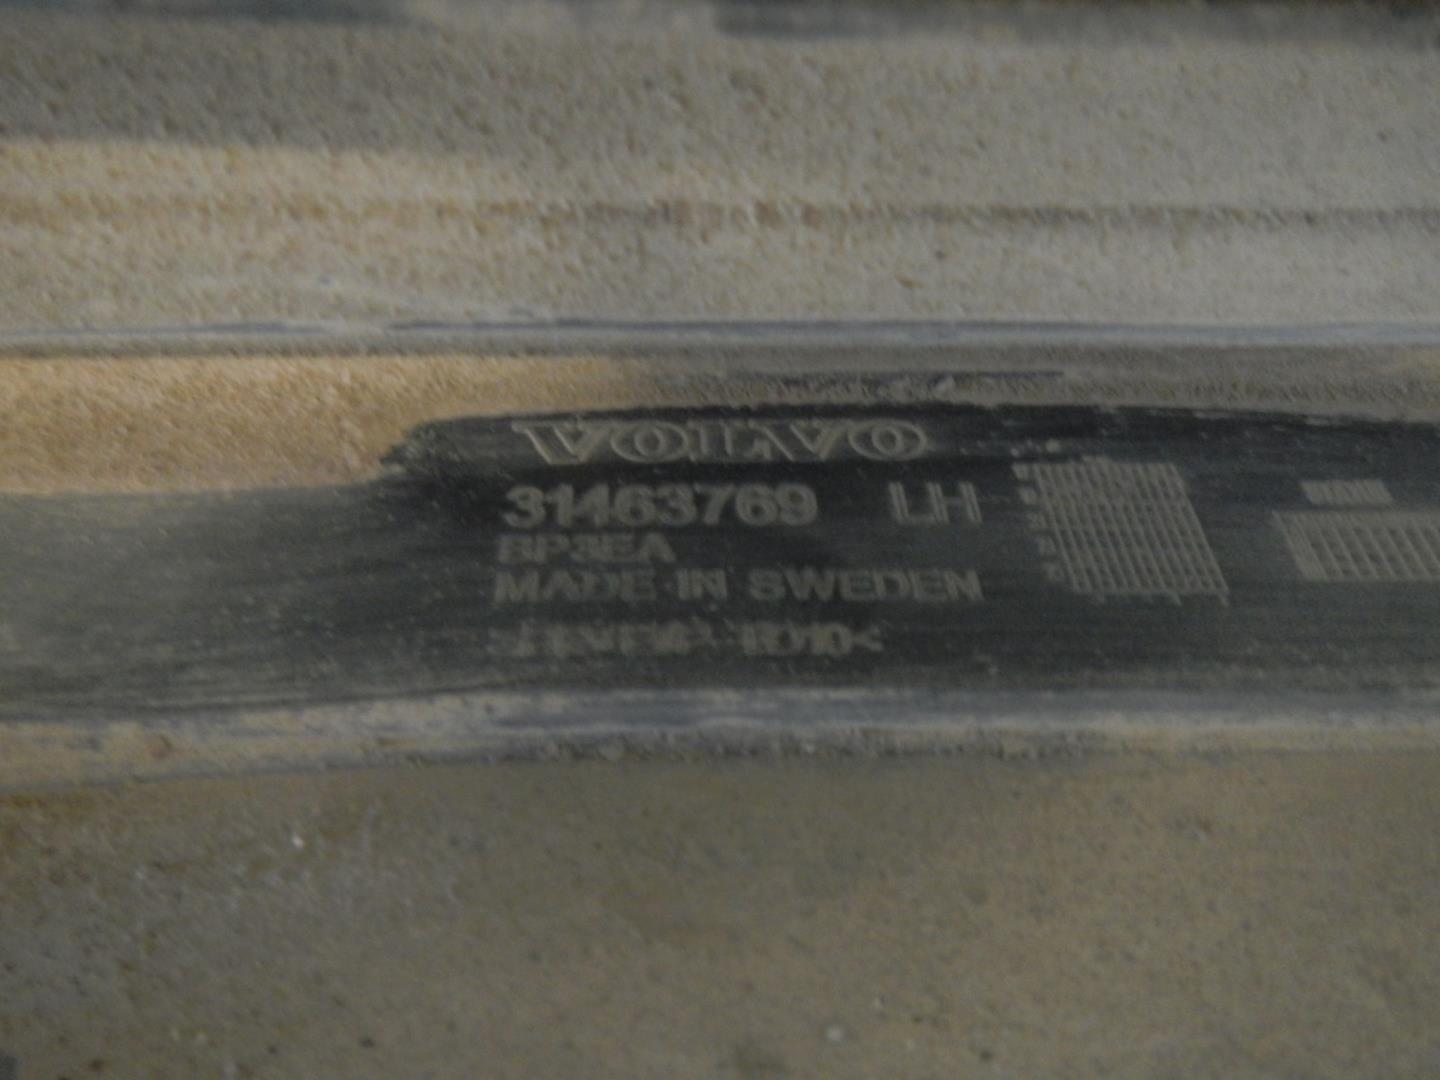 VOLVO
31463769 LH
BP3EA
MADE IN SWEDEN